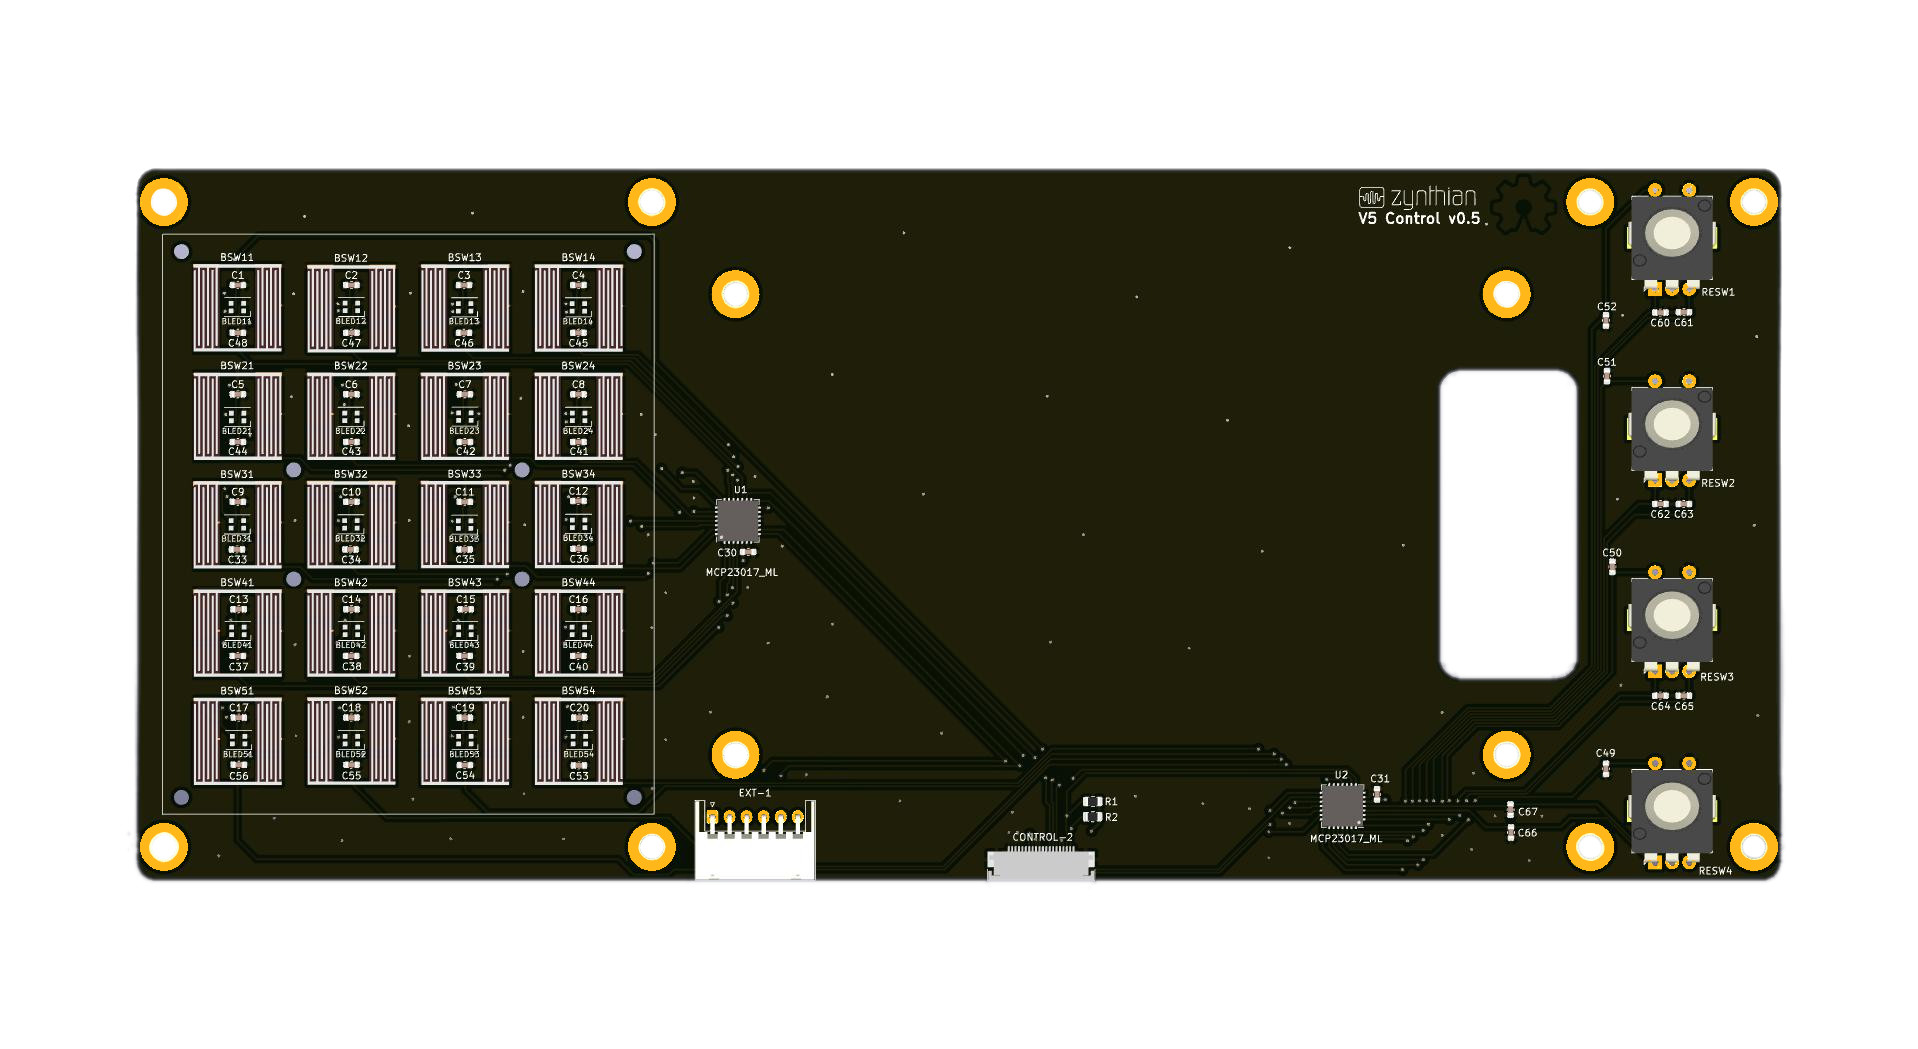 zynthian
V5 Control v0.5
BSW11 BSW12 BSW13 BSW14
C1 C2 C3 C4
BLED11 BLED12 BLED13 BLED14
C48 C47 C46 C45
BSW21 BSW22 BSW23 BSW24
C5 C6 C7 C8
BLED21 BLED22 BLED23 BLED24
C44 C43 C42 C41
BSW31 BSW32 BSW33 BSW34
C9 C10 C11 C12
BLED31 BLED32 BLED33 BLED34
C33 C34 C35 C36
BSW41 BSW42 BSW43 BSW44
C13 C14 C15 C16
BLED41 BLED42 BLED43 BLED44
C37 C38 C39 C40
BSW51 BSW52 BSW53 BSW54
C17 C18 C19 C20
BLED51 BLED52 BLED53 BLED54
C56 C55 C54 C53
U1
C30
MCP23017_ML
EXT-1
CONTROL-2
R1
R2
U2
C31
MCP23017_ML
C67
C66
RESW1
C52
C60 C61
C51
RESW2
C62 C63
C50
RESW3
C64 C65
C49
RESW4